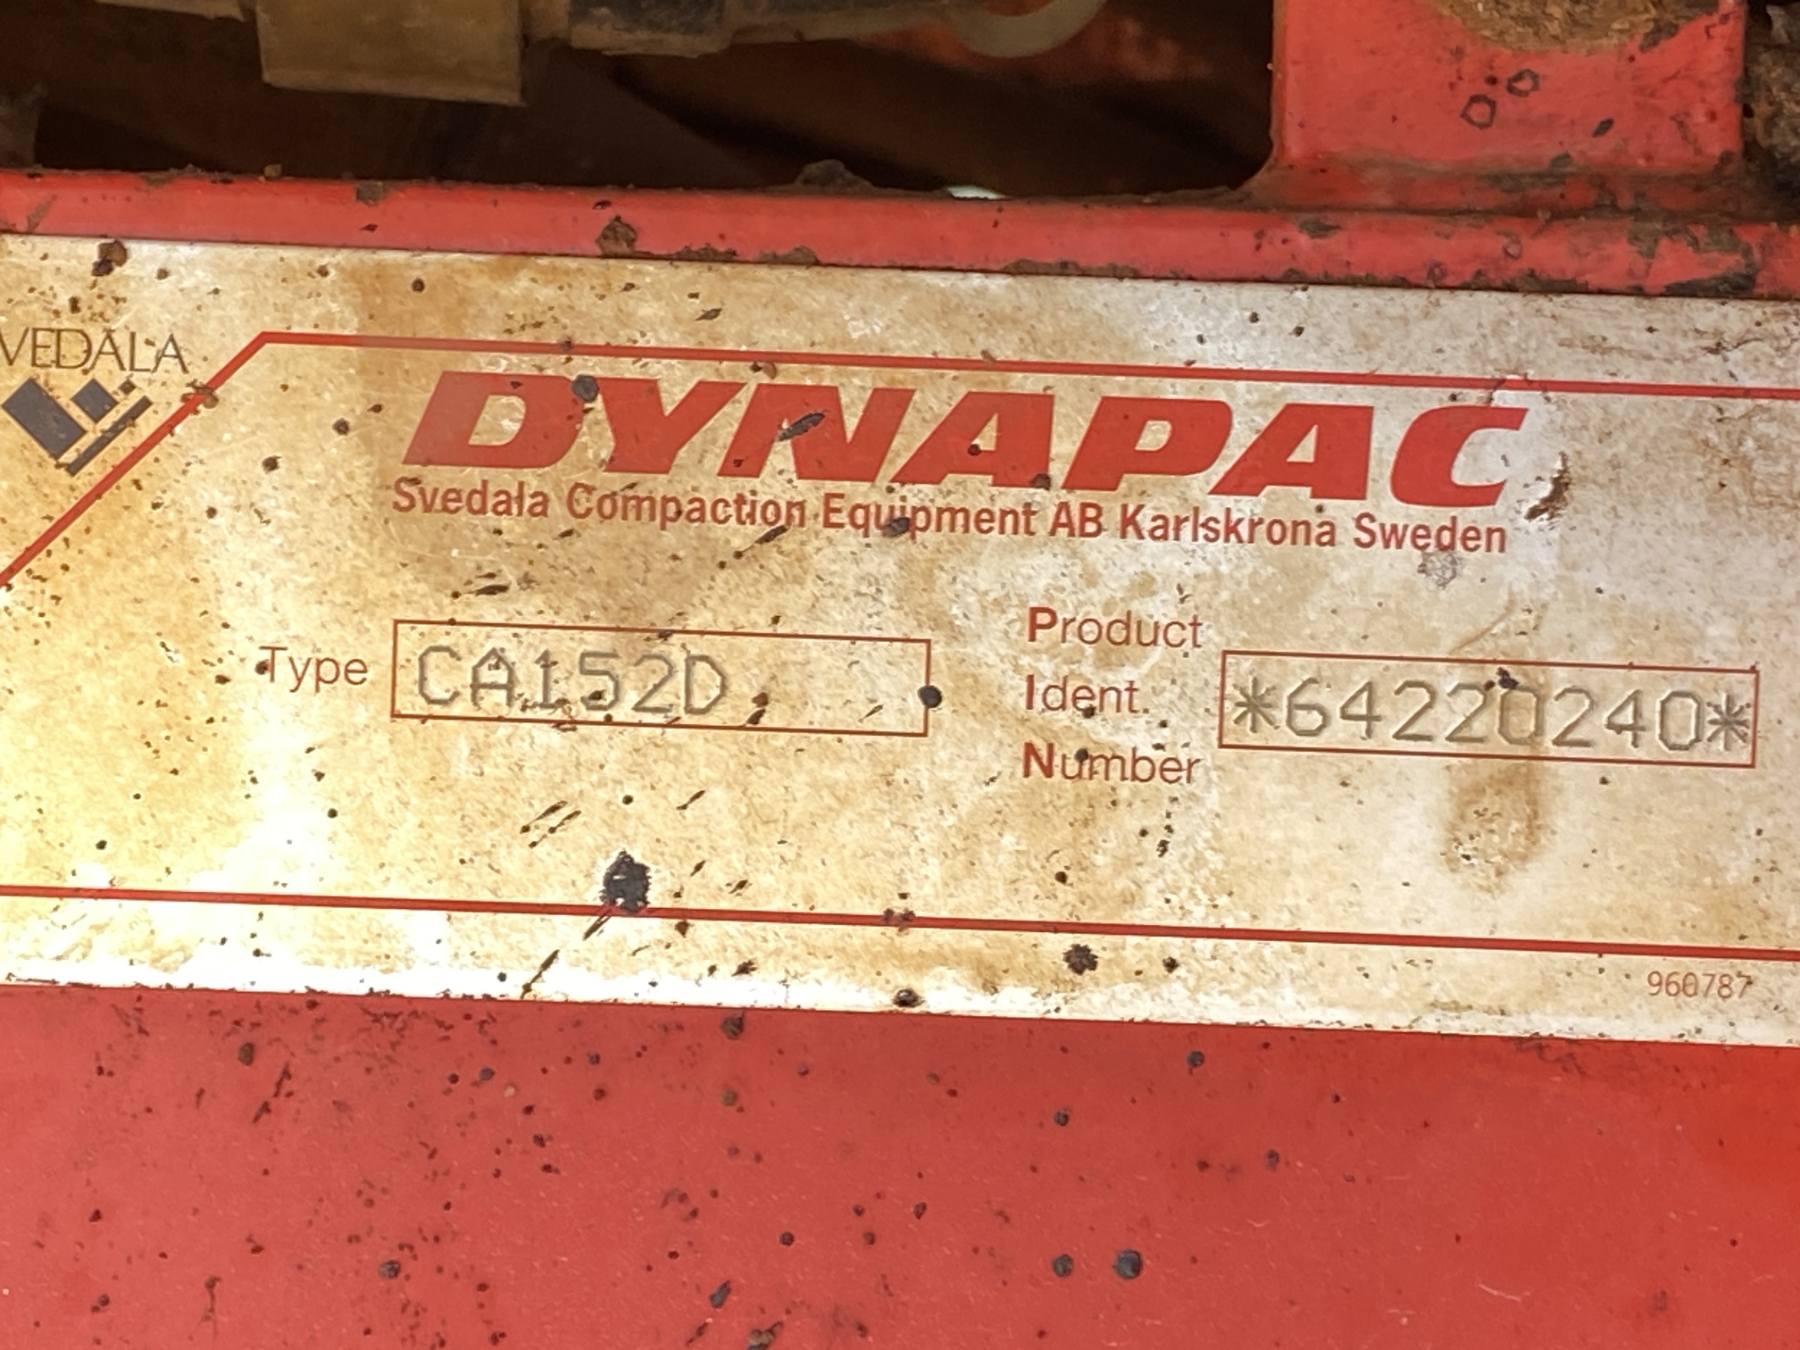 VEDALA
DYNAPAC
Svedala Compaction Equipment AB Karlskrona Sweden
Type CA152D
Product
Ident.
Number
*64220240*
960787